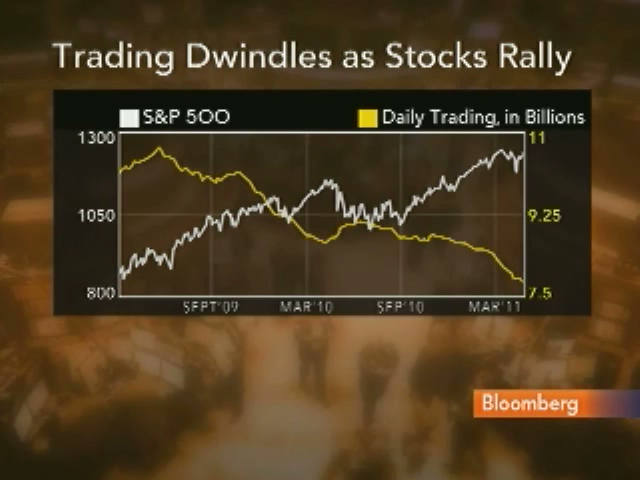 Trading Dwindles as Stocks Rally
S&P 500
Daily Trading, in Billions
1300
11
1050
9.25
800
7.5
SEPT'09 MAR'10 SEP'10 MAR'11
Bloomberg